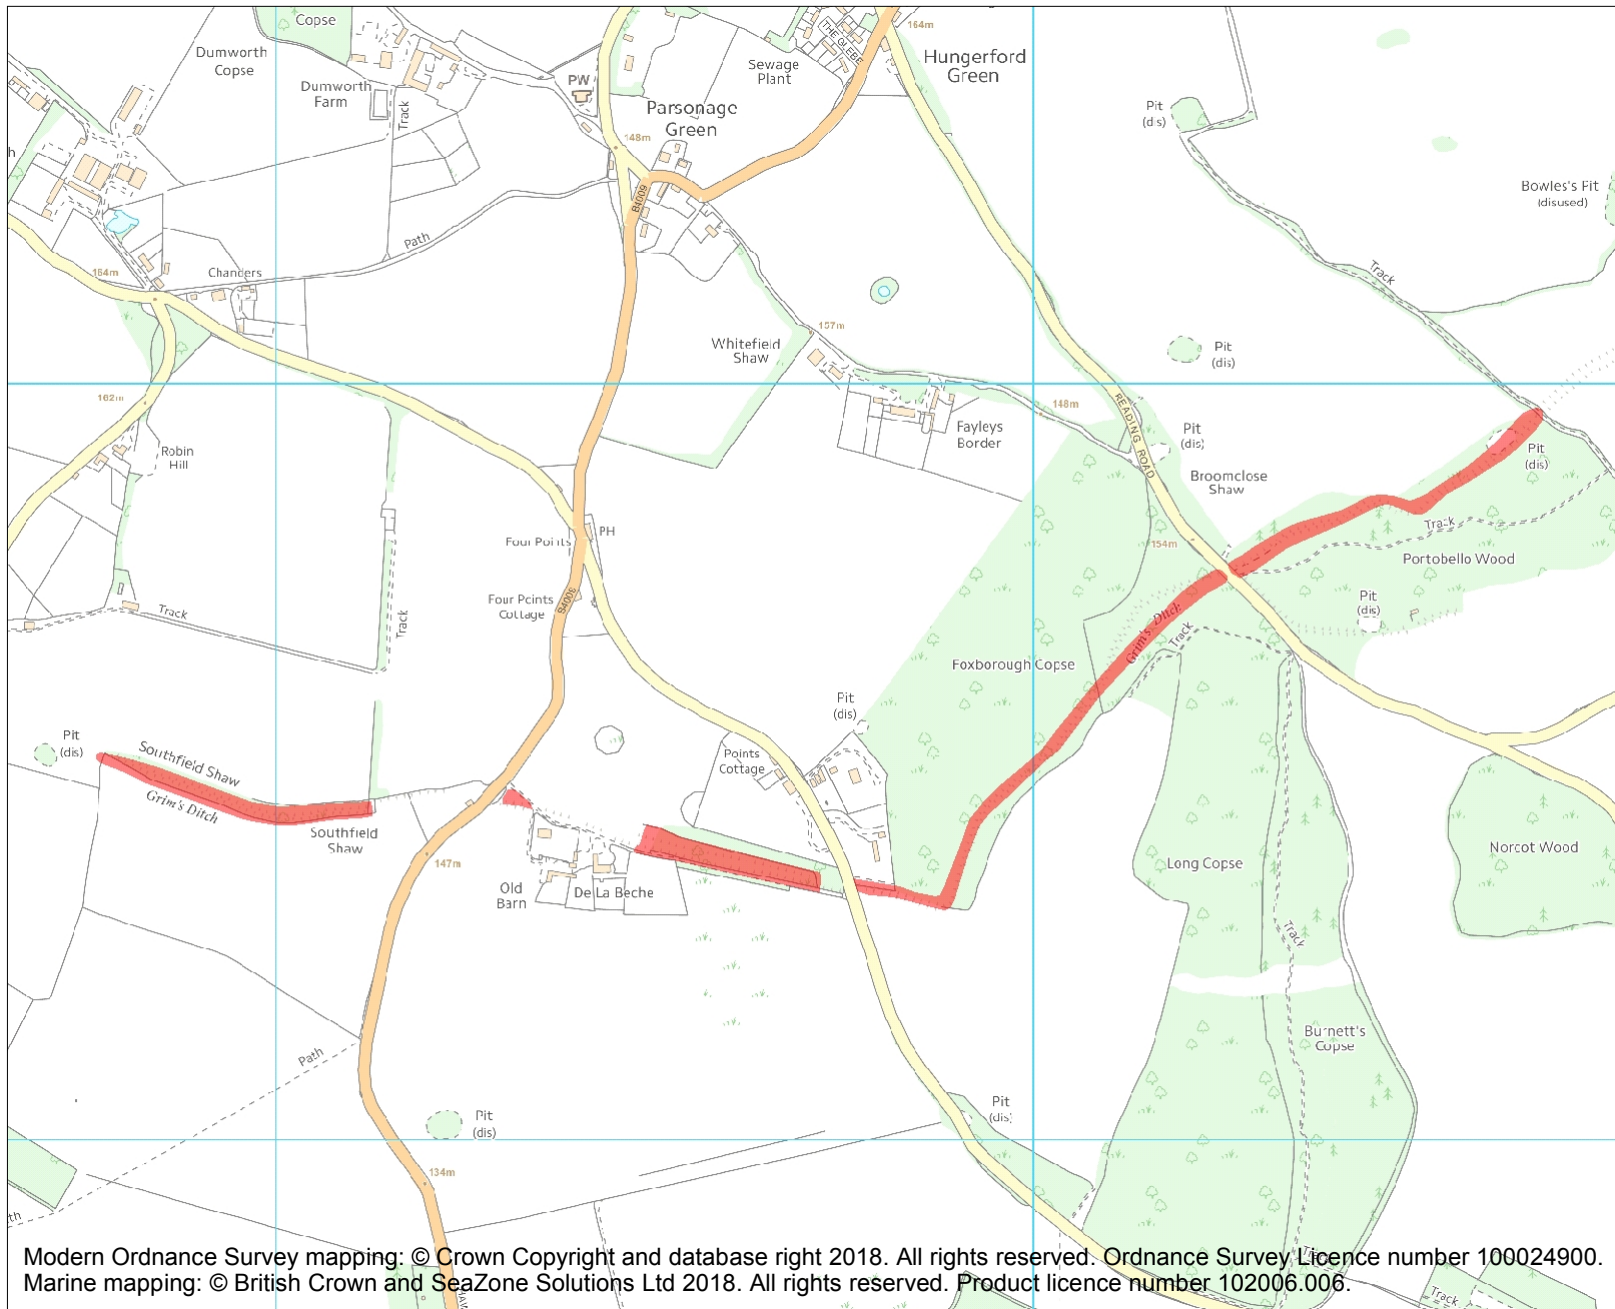 Copse
Dumworth
Copse
Dumworth
Farm
Track
PW
Sewage
Plant
THE GLEBE
164m
Hungerford
Green
Parsonage
Green
148m
B4009
Pit
(dis)
Bowles's Pit
(disused)
Path
164m
Chanders
Track
157m
Whitefield
Shaw
Pit
(dis)
162m
Robin
Hill
148m
READING ROAD
Fayleys
Border
Pit
(dis)
Broomclose
Shaw
Pit
(dis)
Track
Portobello Wood
PH
Four Points
154m
Four Points
Cottage
B4009
Track
Track
Pit
(dis)
Grim's Ditch
Track
Foxborough Copse
Pit
(dis)
Pit
(dis)
Southfield Shaw
Grim's Ditch
Southfield
Shaw
Points
Cottage
147m
Old
Barn
De La Beche
Long Copse
Norcot Wood
Track
Path
Burnett's
Copse
Pit
(dis)
Pit
(dis)
134m
th
Track
Track
Modern Ordnance Survey mapping: © Crown Copyright and database right 2018. All rights reserved. Ordnance Survey Licence number 100024900.
Marine mapping: © British Crown and SeaZone Solutions Ltd 2018. All rights reserved. Product licence number 102006.006.